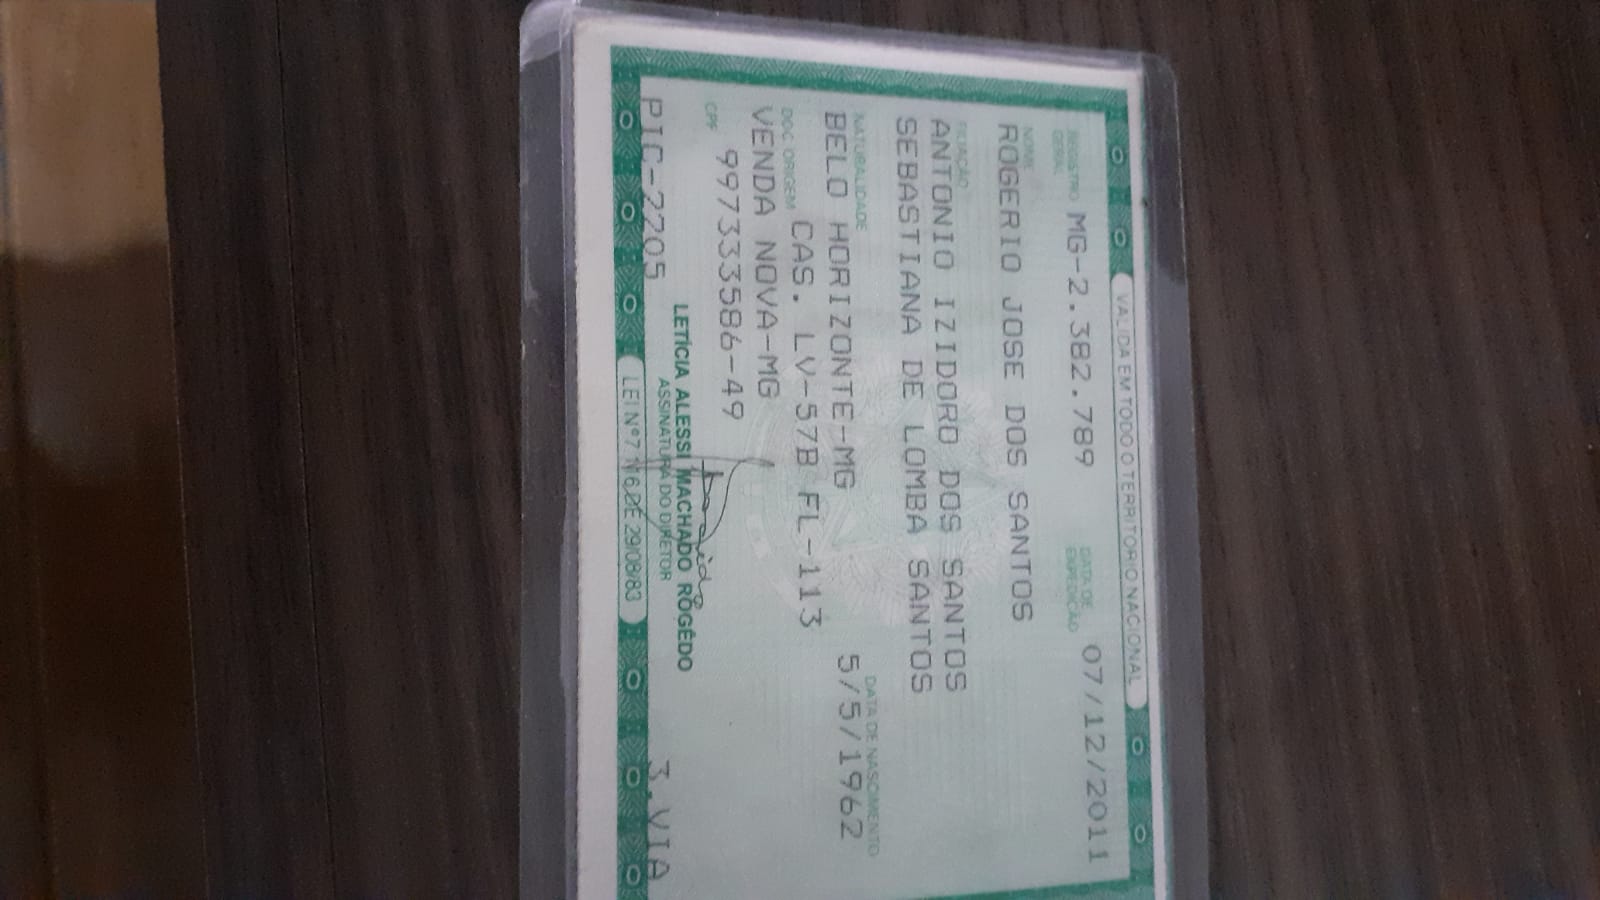 VÁLIDA EM TODO O TERRITÓRIO NACIONAL
REGISTRO GERAL MG-2.382.789 DATA DE EXPEDIÇÃO 07/12/2011
NOME
ROGERIO JOSE DOS SANTOS
FILIAÇÃO
ANTONIO IZIDORO DOS SANTOS
SEBASTIANA DE LOMBA SANTOS
NATURALIDADE DATA DE NASCIMENTO
BELO HORIZONTE-MG 5/5/1962
DOC. ORIGEM CAS. LV-57B FL-113
VENDA NOVA-MG
CPF 997333586-49
LETÍCIA ALESSI MACHADO ROGÊDO
ASSINATURA DO DIRETOR
PIC-2205 3.VIA
LEI Nº 7.116 DE 29/08/83